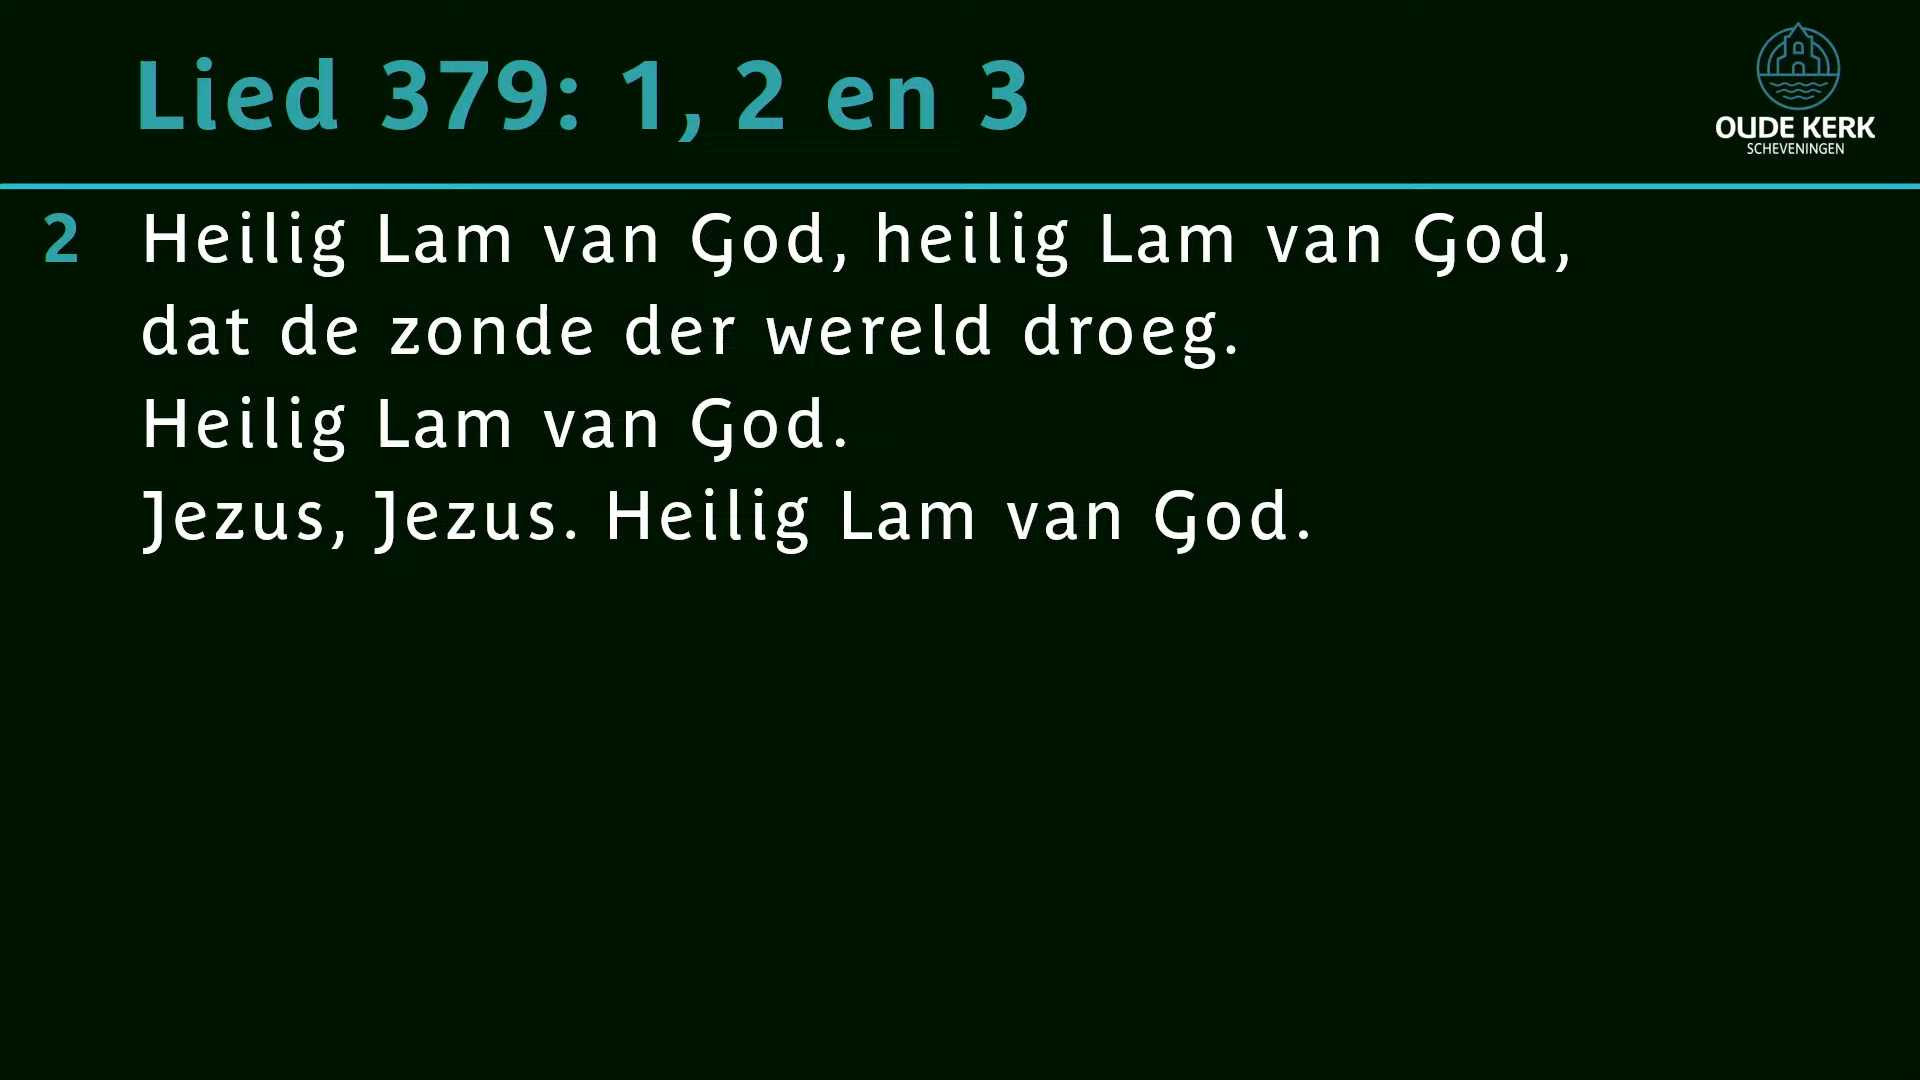 Lied 379: 1, 2 en 3
OUDE KERK
SCHEVENINGEN
2 Heilig Lam van God, heilig Lam van God,
dat de zonde der wereld droeg.
Heilig Lam van God.
Jezus, Jezus. Heilig Lam van God.